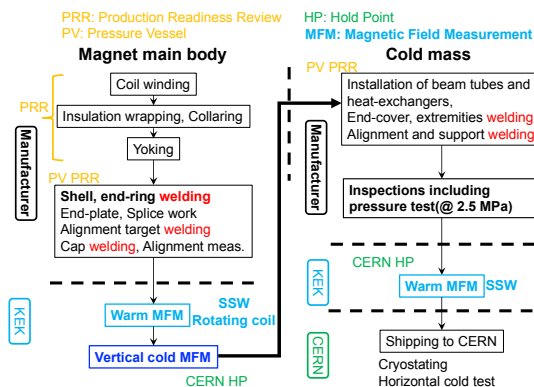 PRR: Production Readiness Review
PV: Pressure Vessel
HP: Hold Point
MFM: Magnetic Field Measurement
Magnet main body
PRR
Manufacturer
Coil winding
Insulation wrapping, Collaring
Yoking
PV PRR
Shell, end-ring welding
End-plate, Splice work
Alignment target welding
Cap welding, Alignment meas.
KEK
Warm MFM
SSW
Rotating coil
Vertical cold MFM
CERN HP
Cold mass
PV PRR
Manufacturer
Installation of beam tubes and
heat-exchangers,
End-cover, extremities welding
Alignment and support welding
Inspections including
pressure test(@ 2.5 MPa)
CERN HP
KEK
Warm MFM
SSW
CERN
Shipping to CERN
Cryostating
Horizontal cold test